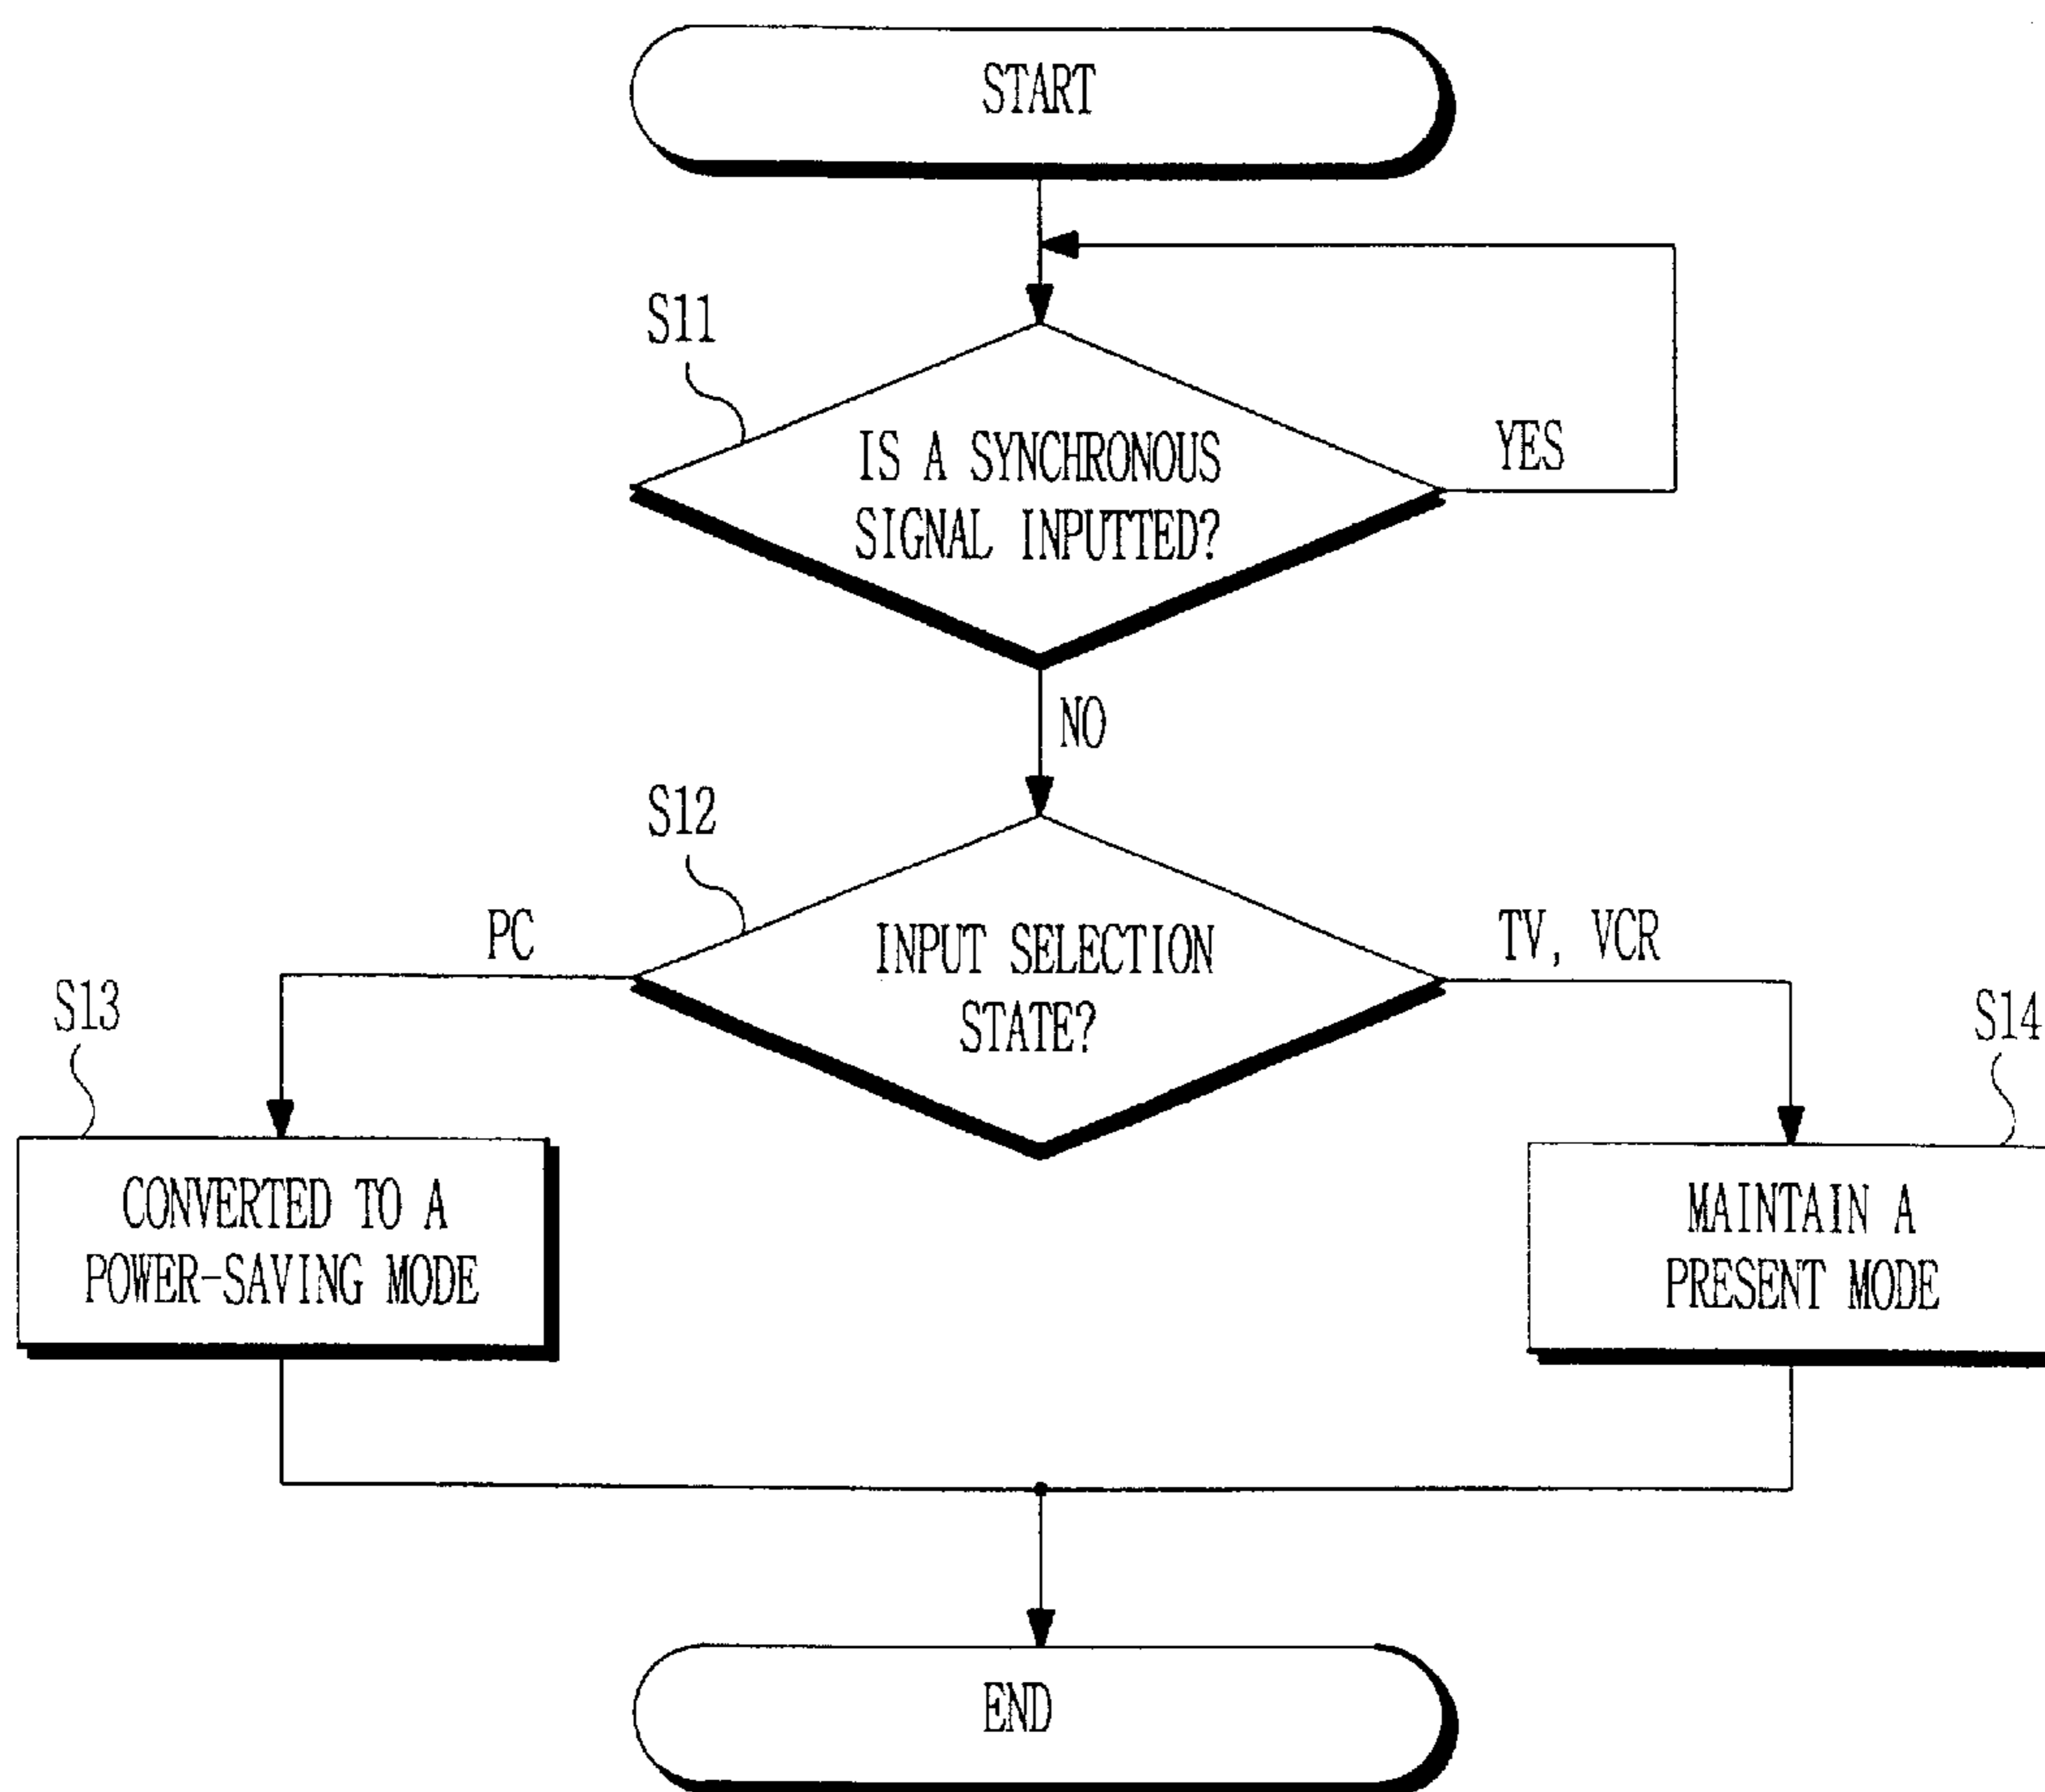 START
S11
IS A SYNCHRONOUS
SIGNAL INPUTTED?
YES
NO
S12
PC
INPUT SELECTION
STATE?
TV, VCR
S13
S14
CONVERTED TO A
POWER-SAVING MODE
MAINTAIN A
PRESENT MODE
END